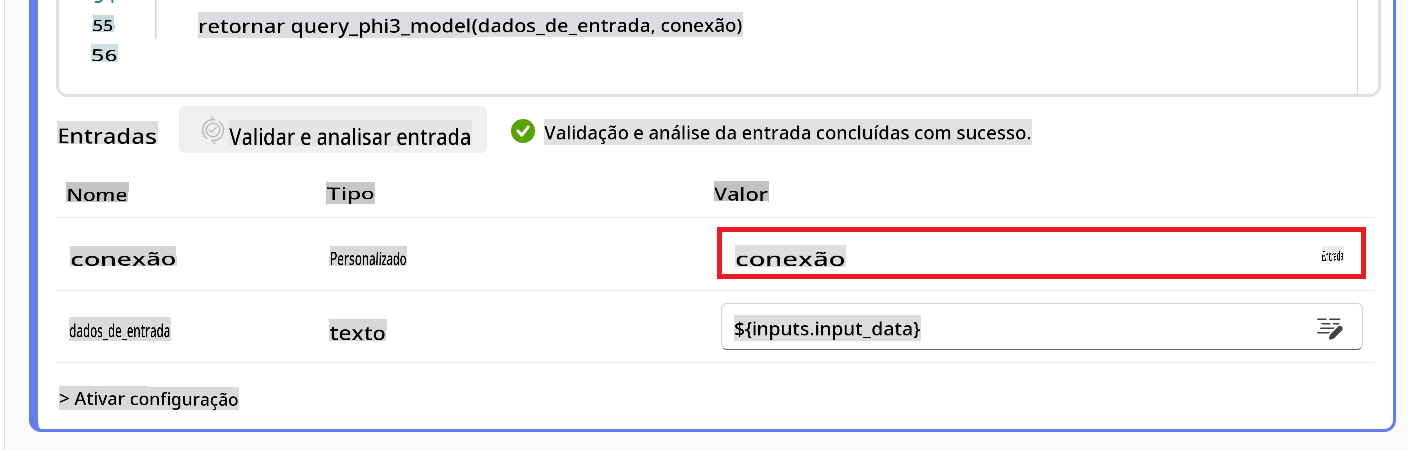 55 retornar query_phi3_model(dados_de_entrada, conexão)
56
Entradas Validar e analisar entrada Validação e análise da entrada concluídas com sucesso.
Nome Tipo Valor
conexão Personalizado conexão Entrada
dados_de_entrada texto ${inputs.input_data}
> Ativar configuração